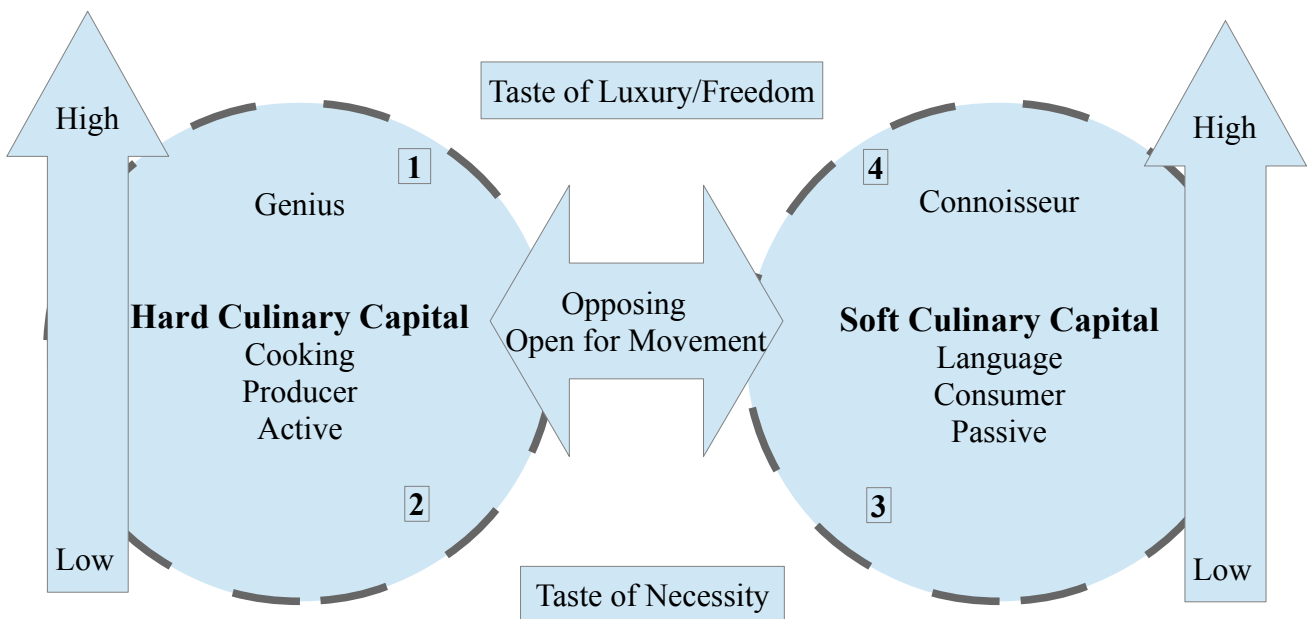 Taste of Luxury/Freedom
High
1
Genius
Hard Culinary Capital
Cooking
Producer
Active
2
Low
Opposing
Open for Movement
4
High
Connoisseur
Soft Culinary Capital
Language
Consumer
Passive
3
Low
Taste of Necessity